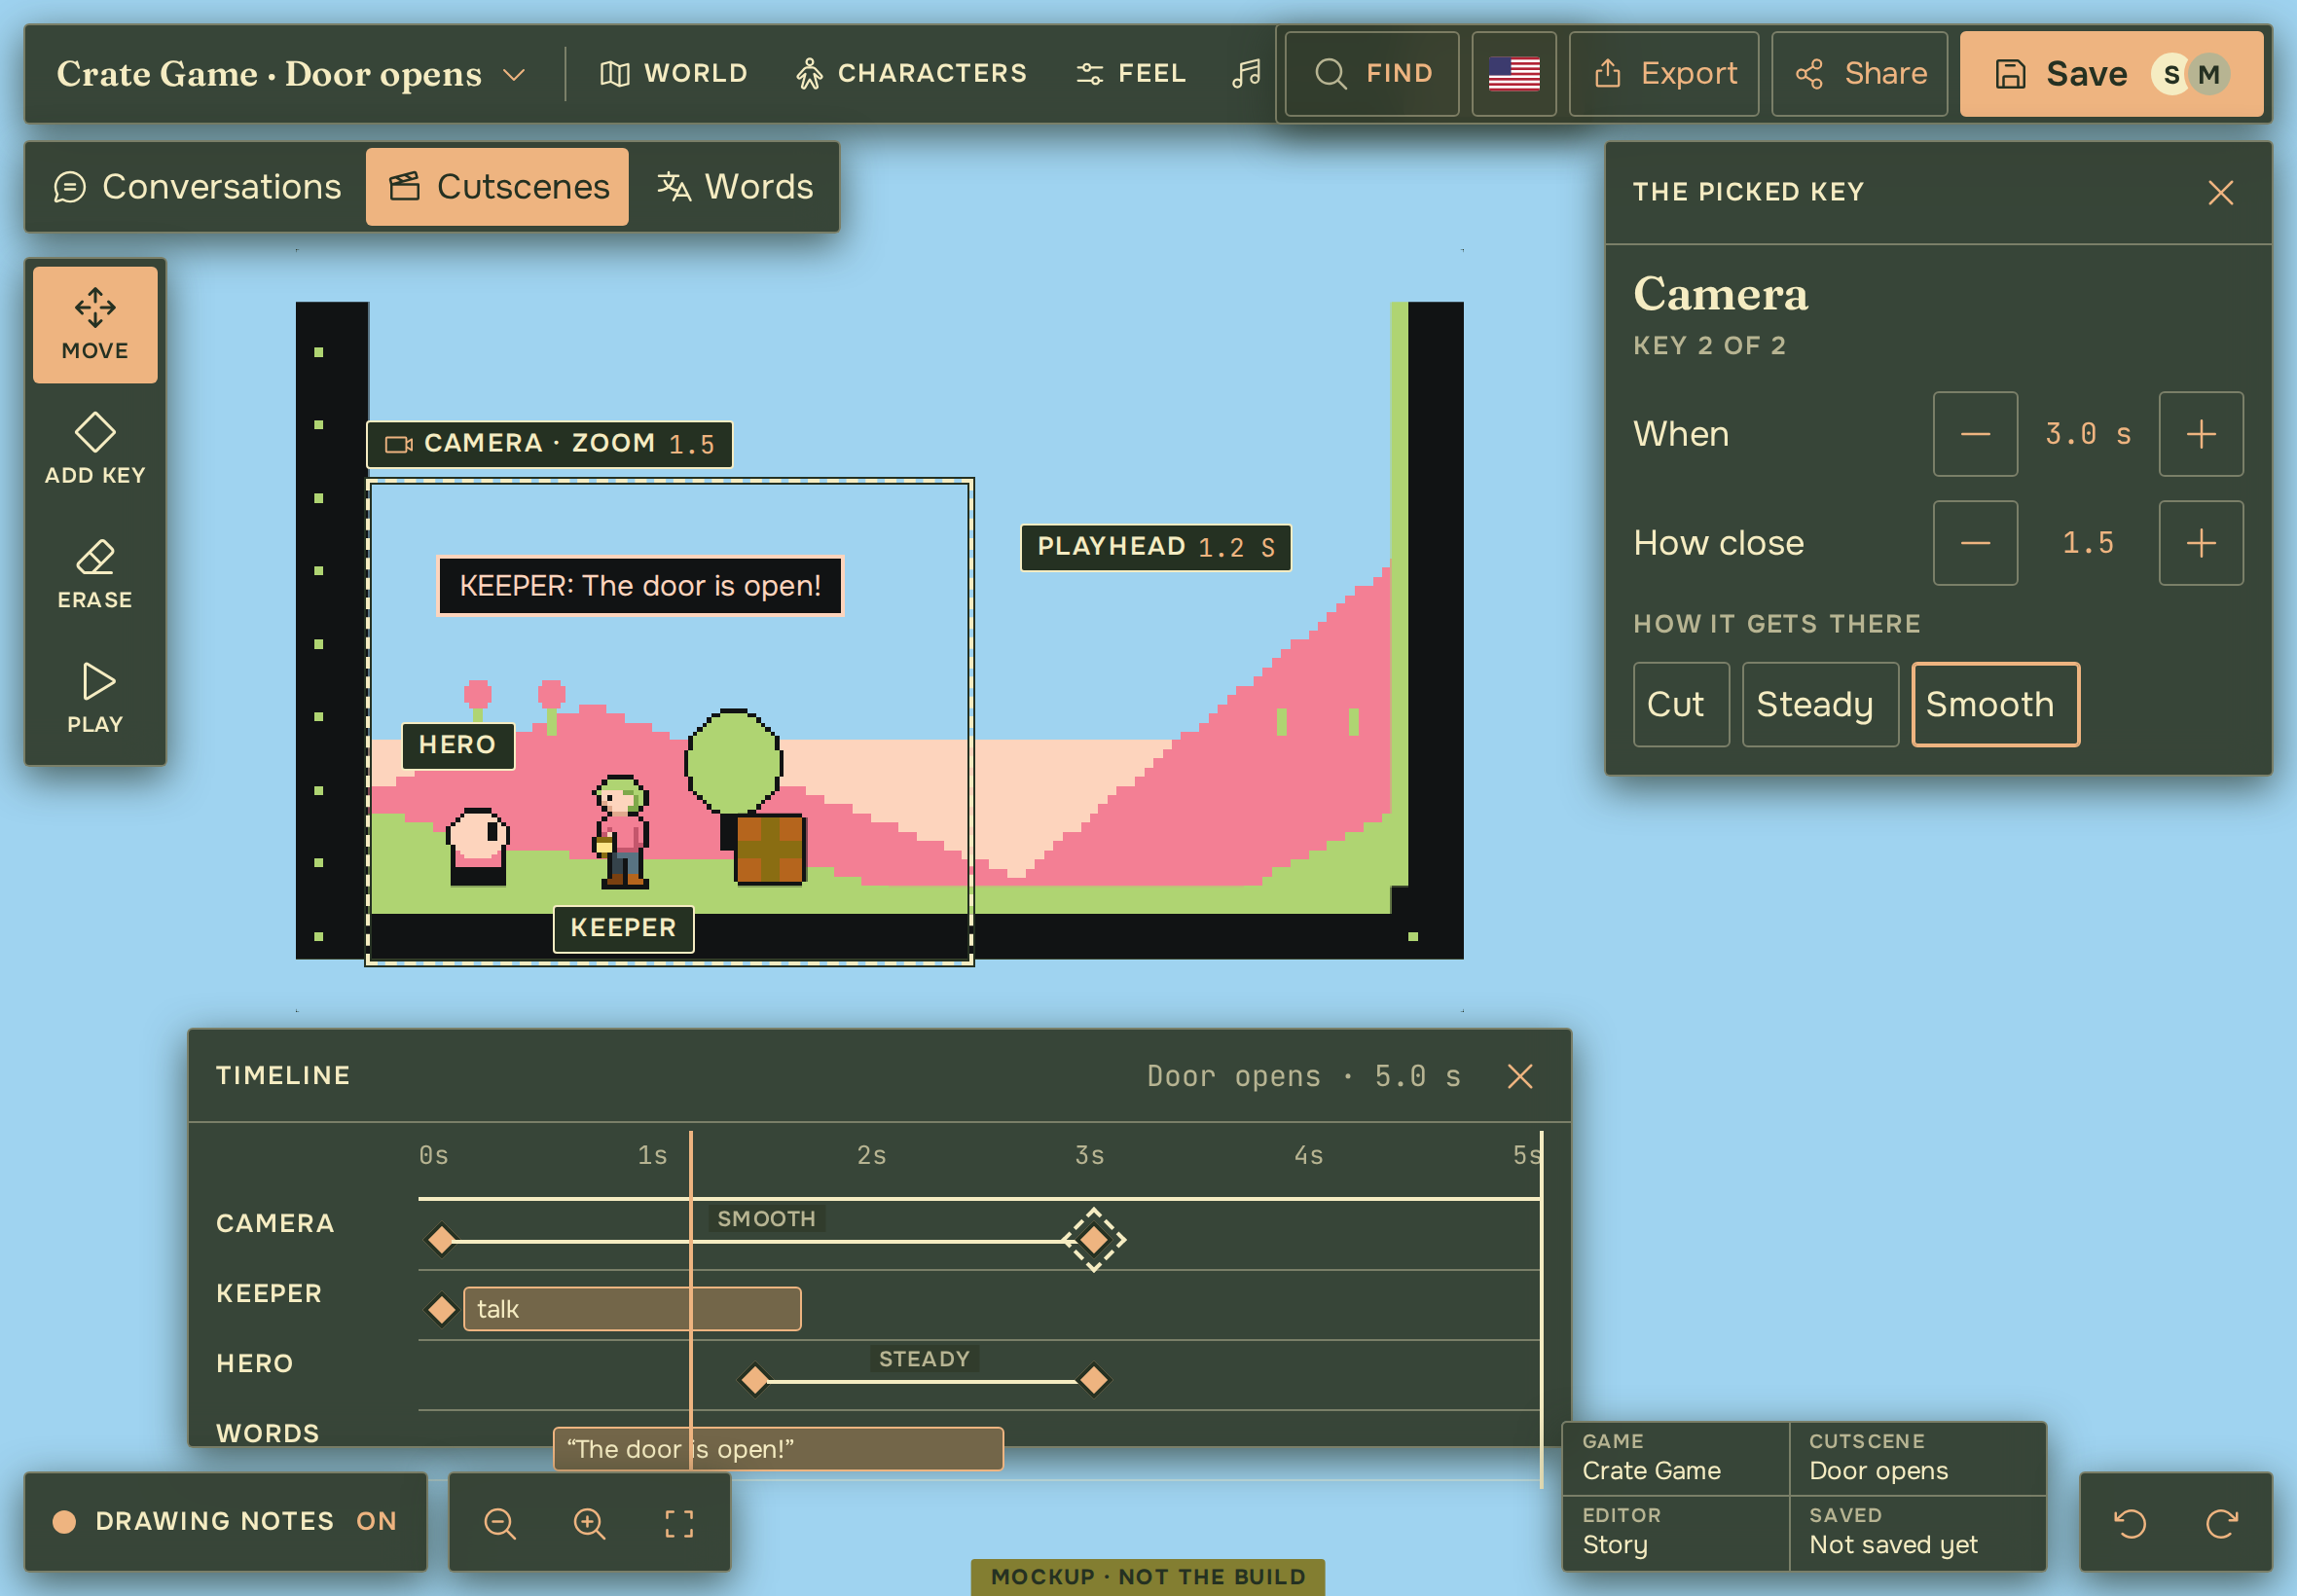 Crate Game · Door opens
WORLD
CHARACTERS
FEEL
FIND
Export
Share
Save
S
M
Conversations
Cutscenes
Words
MOVE
ADD KEY
ERASE
PLAY
CAMERA · ZOOM 1.5
PLAYHEAD 1.2 S
KEEPER: The door is open!
HERO
KEEPER
THE PICKED KEY
Camera
KEY 2 OF 2
When
3.0 s
How close
1.5
HOW IT GETS THERE
Cut
Steady
Smooth
TIMELINE
Door opens · 5.0 s
0s
1s
2s
3s
4s
5s
CAMERA
SMOOTH
KEEPER
talk
HERO
STEADY
WORDS
“The door is open!”
DRAWING NOTES ON
GAME
Crate Game
CUTSCENE
Door opens
EDITOR
Story
SAVED
Not saved yet
MOCKUP · NOT THE BUILD